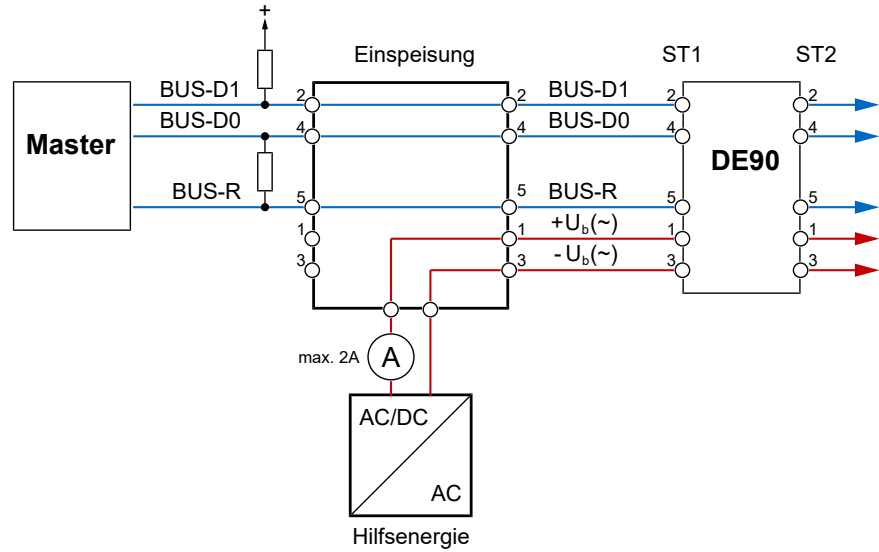 +
Einspeisung
ST1
ST2
BUS-D1
2
2
BUS-D1
2
2
BUS-D0
4
4
BUS-D0
4
4
Master
DE90
BUS-R
5
5
BUS-R
5
5
1
1
+U_b(~)
1
1
3
3
-U_b(~)
3
3
max. 2A
A
AC/DC
AC
Hilfsenergie